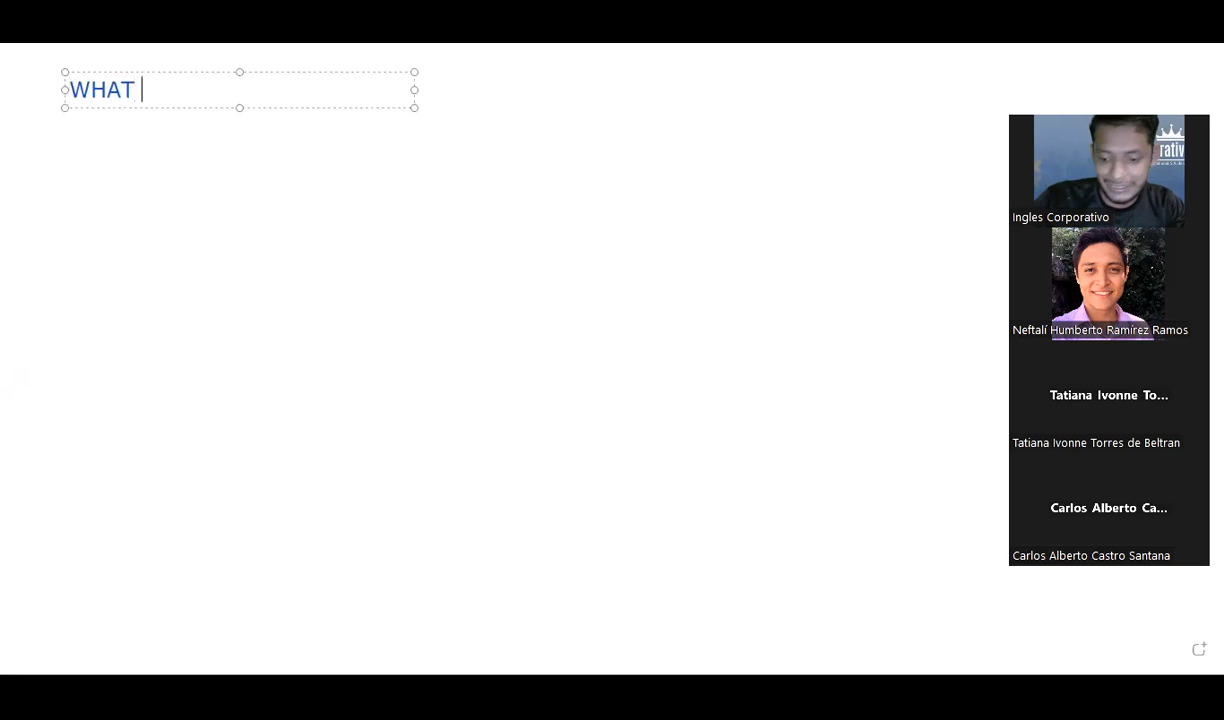 WHAT
rativ
Ingles Corporativo
Neftalí Humberto Ramírez Ramos
Tatiana Ivonne To...
Tatiana Ivonne Torres de Beltran
Carlos Alberto Ca...
Carlos Alberto Castro Santana